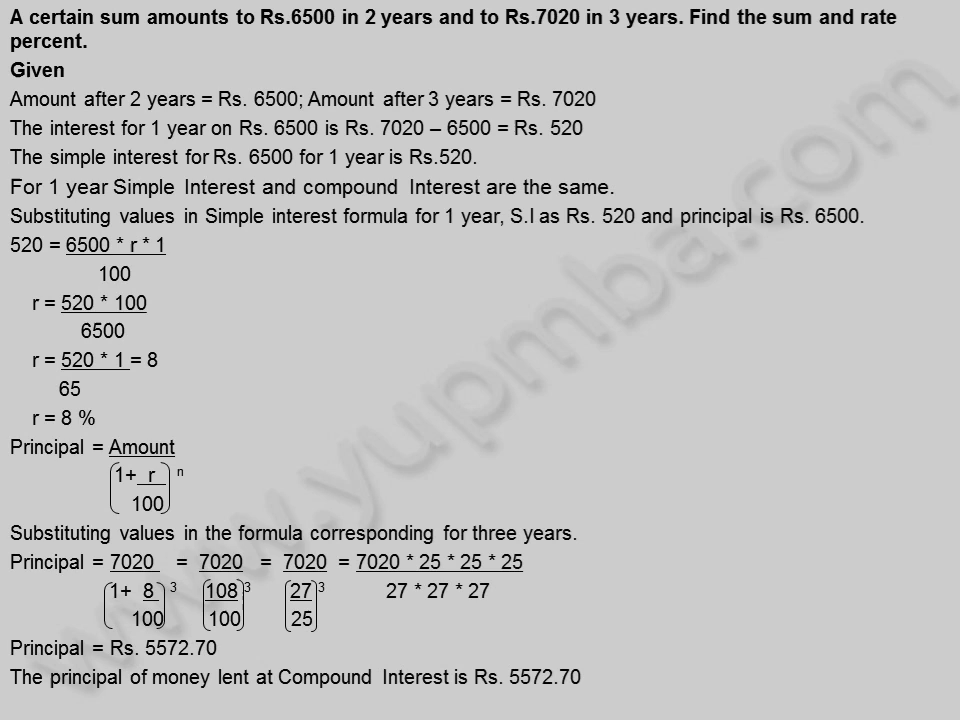 A certain sum amounts to Rs.6500 in 2 years and to Rs.7020 in 3 years. Find the sum and rate
percent.
Given
Amount after 2 years = Rs. 6500; Amount after 3 years = Rs. 7020
The interest for 1 year on Rs. 6500 is Rs. 7020 – 6500 = Rs. 520
The simple interest for Rs. 6500 for 1 year is Rs.520.
For 1 year Simple Interest and compound Interest are the same.
Substituting values in Simple interest formula for 1 year, S.I as Rs. 520 and principal is Rs. 6500.
520 = 6500 * r * 1
100
r = 520 * 100
6500
r = 520 * 1 = 8
65
r = 8 %
Principal = Amount
(1+ r ) n
100
Substituting values in the formula corresponding for three years.
Principal = 7020 = 7020 = 7020 = 7020 * 25 * 25 * 25
(1+ 8 ) 3 (108) 3 (27) 3 27 * 27 * 27
100 100 25
Principal = Rs. 5572.70
The principal of money lent at Compound Interest is Rs. 5572.70
www.yupmba.com